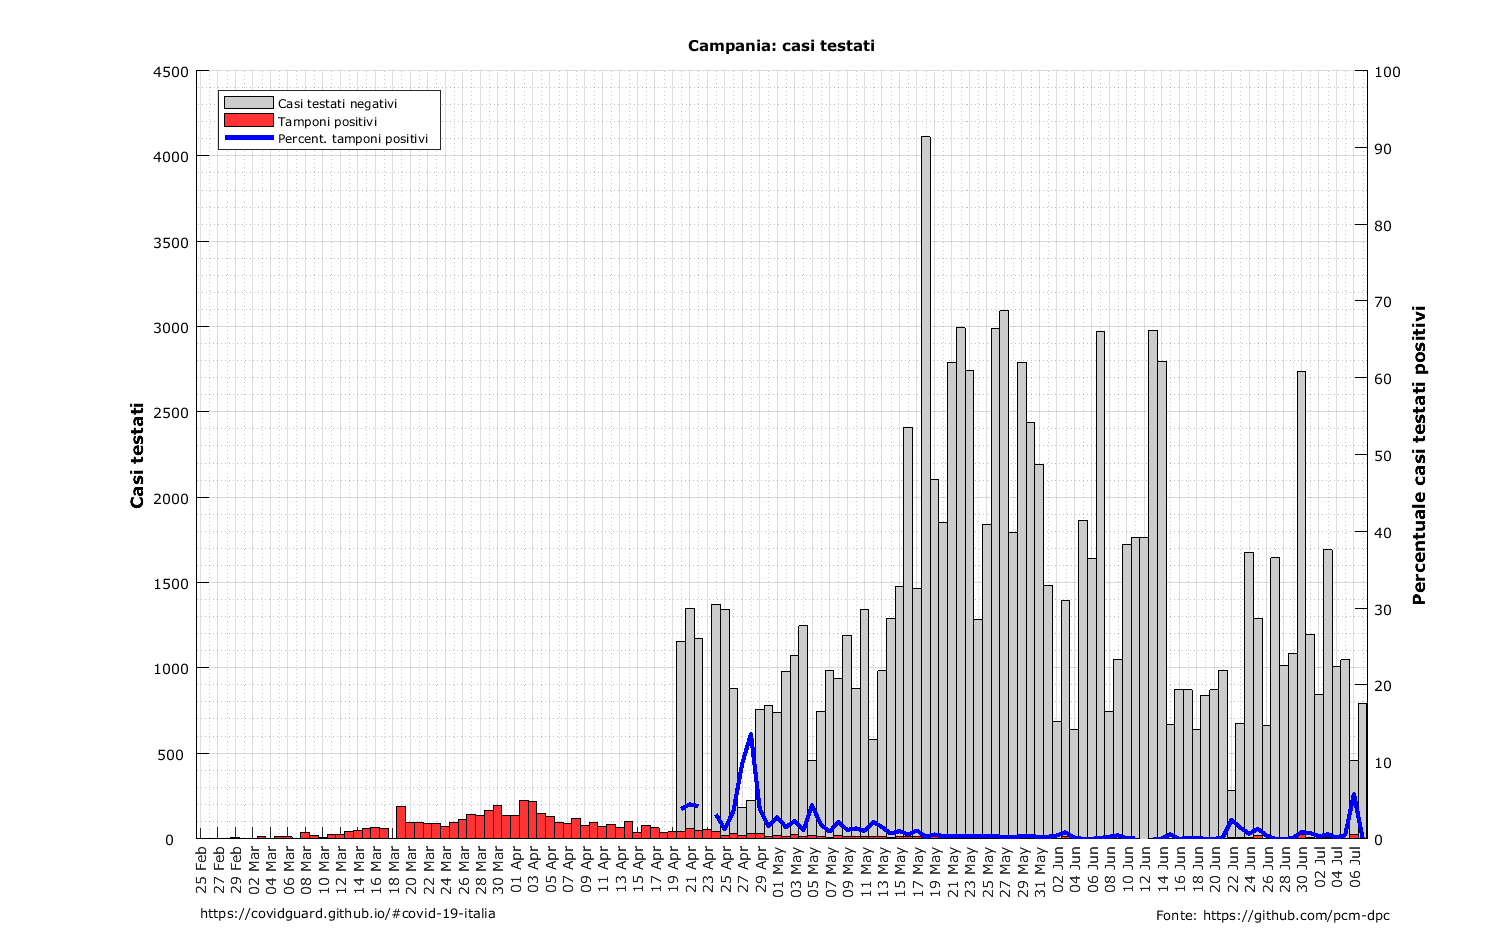 Campania: casi testati
Casi testati negativi
Tamponi positivi
Percent. tamponi positivi
4500
4000
3500
3000
2500
2000
1500
1000
500
0
Casi testati
100
90
80
70
60
50
40
30
20
10
0
Percentuale casi testati positivi
25 Feb
27 Feb
29 Feb
02 Mar
04 Mar
06 Mar
08 Mar
10 Mar
12 Mar
14 Mar
16 Mar
18 Mar
20 Mar
22 Mar
24 Mar
26 Mar
28 Mar
30 Mar
01 Apr
03 Apr
05 Apr
07 Apr
09 Apr
11 Apr
13 Apr
15 Apr
17 Apr
19 Apr
21 Apr
23 Apr
25 Apr
27 Apr
29 Apr
01 May
03 May
05 May
07 May
09 May
11 May
13 May
15 May
17 May
19 May
21 May
23 May
25 May
27 May
29 May
31 May
02 Jun
04 Jun
06 Jun
08 Jun
10 Jun
12 Jun
14 Jun
16 Jun
18 Jun
20 Jun
22 Jun
24 Jun
26 Jun
28 Jun
30 Jun
02 Jul
04 Jul
06 Jul
https://covidguard.github.io/#covid-19-italia
Fonte: https://github.com/pcm-dpc